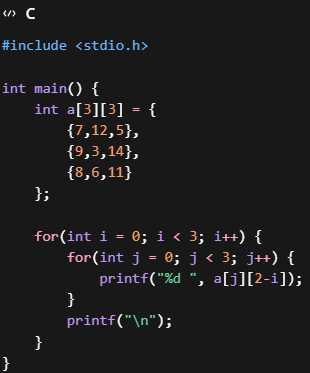 </> C
#include <stdio.h>

int main() {
    int a[3][3] = {
        {7,12,5},
        {9,3,14},
        {8,6,11}
    };

    for(int i = 0; i < 3; i++) {
        for(int j = 0; j < 3; j++) {
            printf("%d ", a[j][2-i]);
        }
        printf("\n");
    }
}